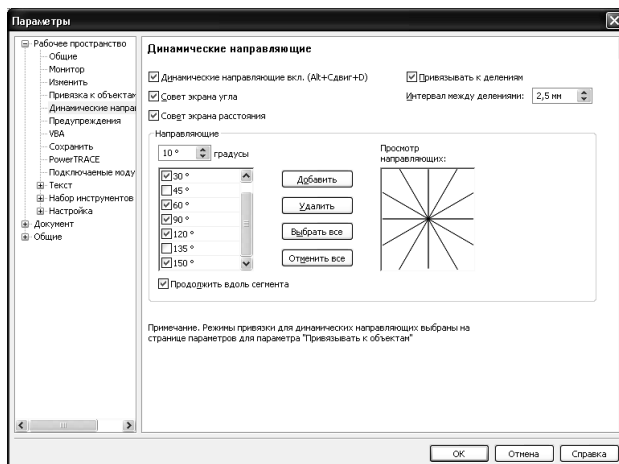 Параметры
Рабочее пространство
Общие
Монитор
Изменить
Привязка к объектам
Динамические напра
Предупреждения
VBA
Сохранить
PowerTRACE
Подключаемые моду
Текст
Набор инструментов
Настройка
Документ
Общие
Динамические направляющие
Динамические направляющие вкл. (Alt+Сдвиг+D)
Привязывать к делениям
Совет экрана угла
Интервал между делениями: 2,5 мм
Совет экрана расстояния
Направляющие
10 ° градусы
Просмотр
направляющих:
30 °
45 °
60 °
90 °
120 °
135 °
150 °
Добавить
Удалить
Выбрать все
Отменить все
Продолжить вдоль сегмента
Примечание. Режимы привязки для динамических направляющих выбраны на
странице параметров для параметра "Привязывать к объектам"
ОК
Отмена
Справка